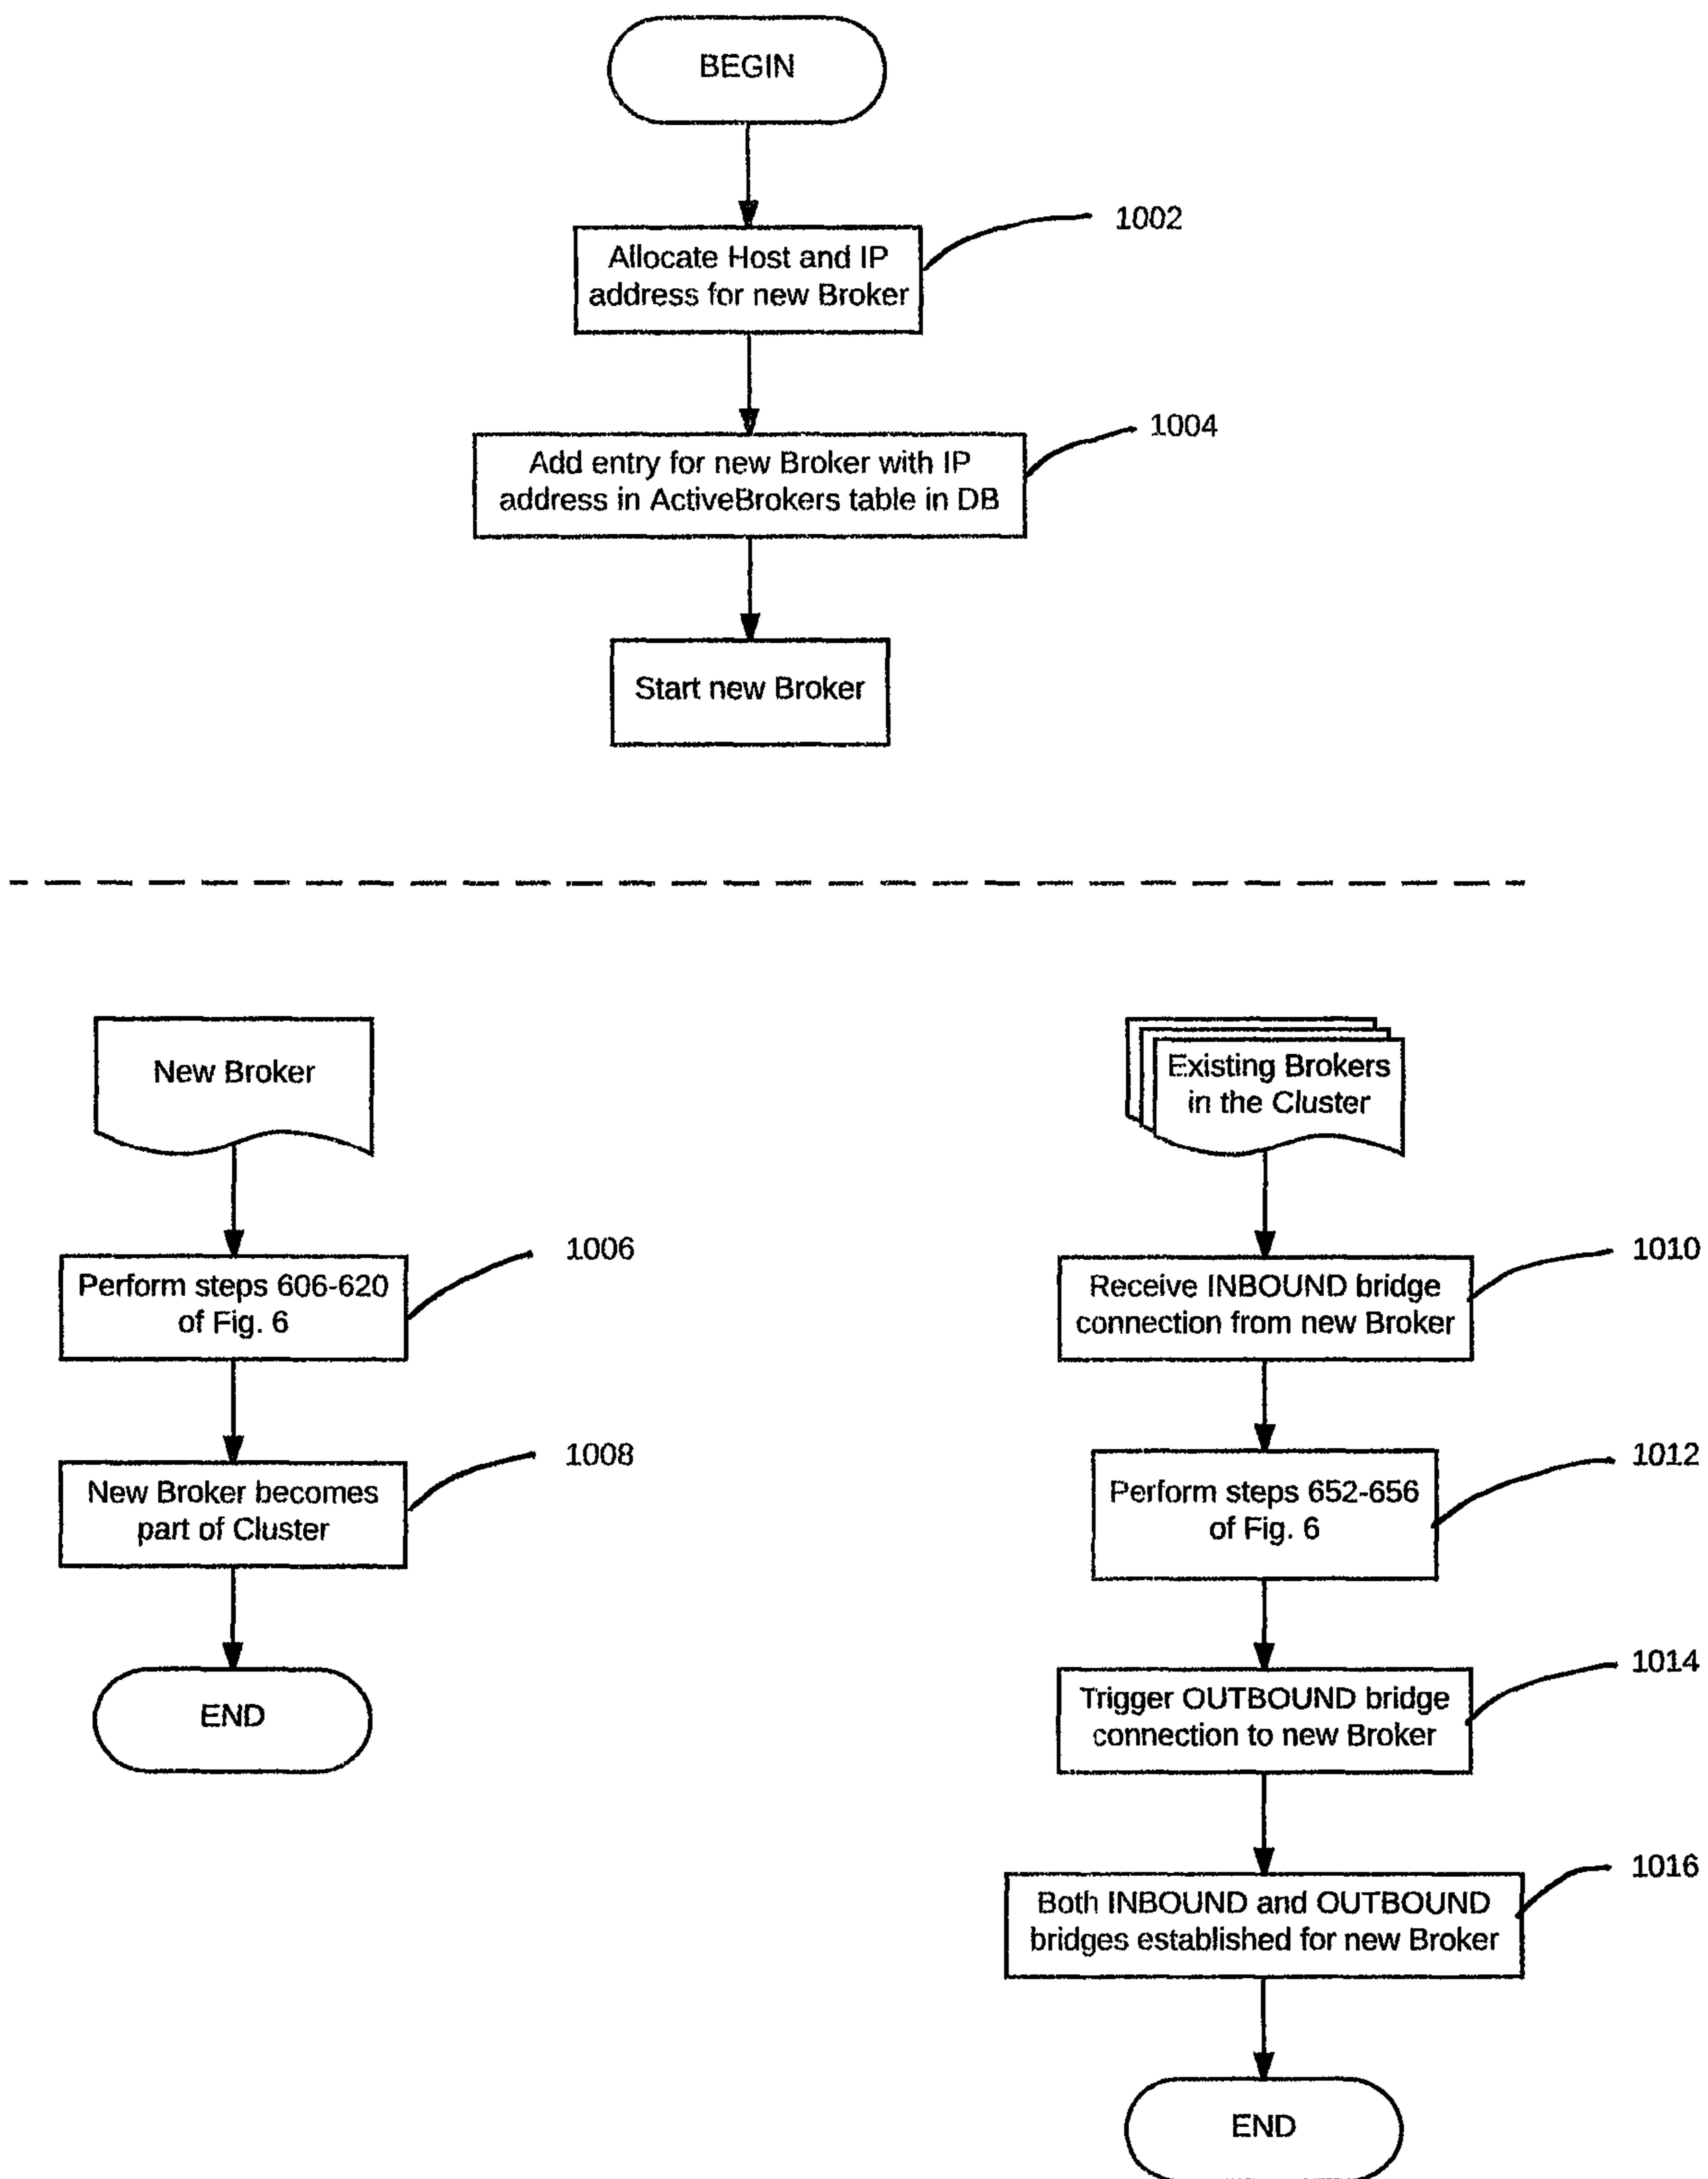 BEGIN
Allocate Host and IP
address for new Broker
1002
Add entry for new Broker with IP
address in ActiveBrokers table in DB
1004
Start new Broker
New Broker
Perform steps 606-620
of Fig. 6
1006
New Broker becomes
part of Cluster
1008
END
Existing Brokers
in the Cluster
Receive INBOUND bridge
connection from new Broker
1010
Perform steps 652-656
of Fig. 6
1012
Trigger OUTBOUND bridge
connection to new Broker
1014
Both INBOUND and OUTBOUND
bridges established for new Broker
1016
END